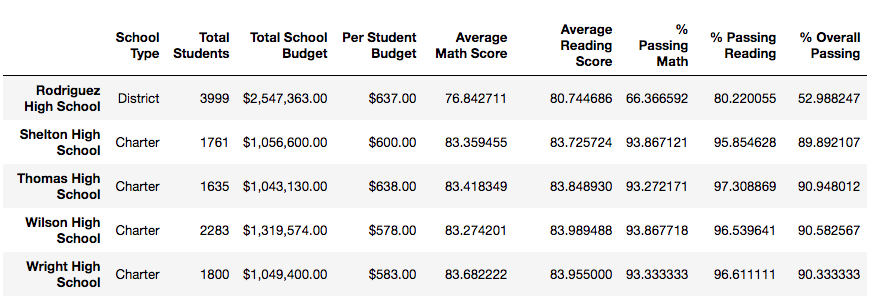 School Type Total Students Total School Budget Per Student Budget Average Math Score Average Reading Score % Passing Math % Passing Reading % Overall Passing
Rodriguez High School District 3999 $2,547,363.00 $637.00 76.842711 80.744686 66.366592 80.220055 52.988247
Shelton High School Charter 1761 $1,056,600.00 $600.00 83.359455 83.725724 93.867121 95.854628 89.892107
Thomas High School Charter 1635 $1,043,130.00 $638.00 83.418349 83.848930 93.272171 97.308869 90.948012
Wilson High School Charter 2283 $1,319,574.00 $578.00 83.274201 83.989488 93.867718 96.539641 90.582567
Wright High School Charter 1800 $1,049,400.00 $583.00 83.682222 83.955000 93.333333 96.611111 90.333333